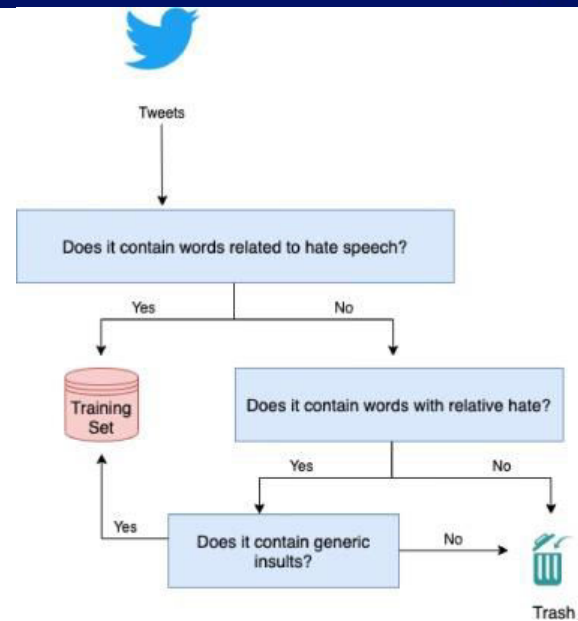 Tweets
Does it contain words related to hate speech?
Yes
No
Training
Set
Does it contain words with relative hate?
Yes
No
Yes
Does it contain generic
insults?
No
Trash